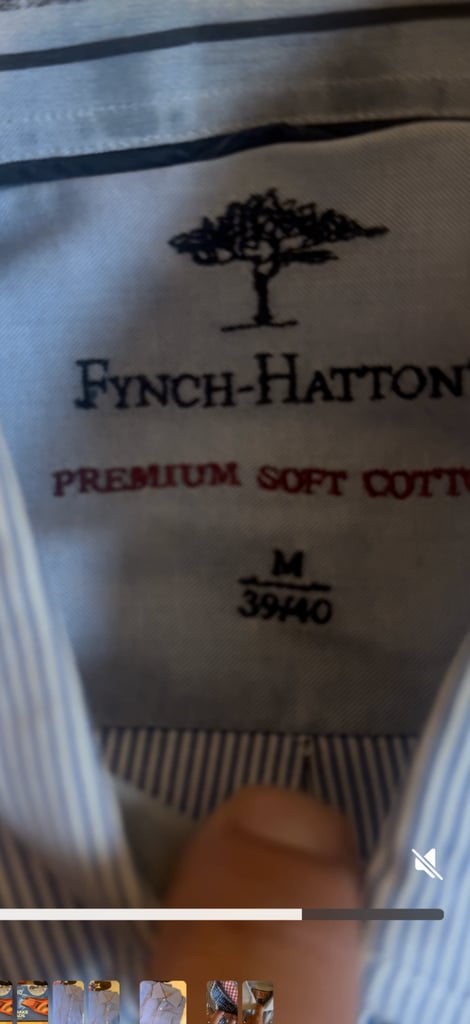 FYNCH-HATTON
PREMIUM SOFT
M
39/40